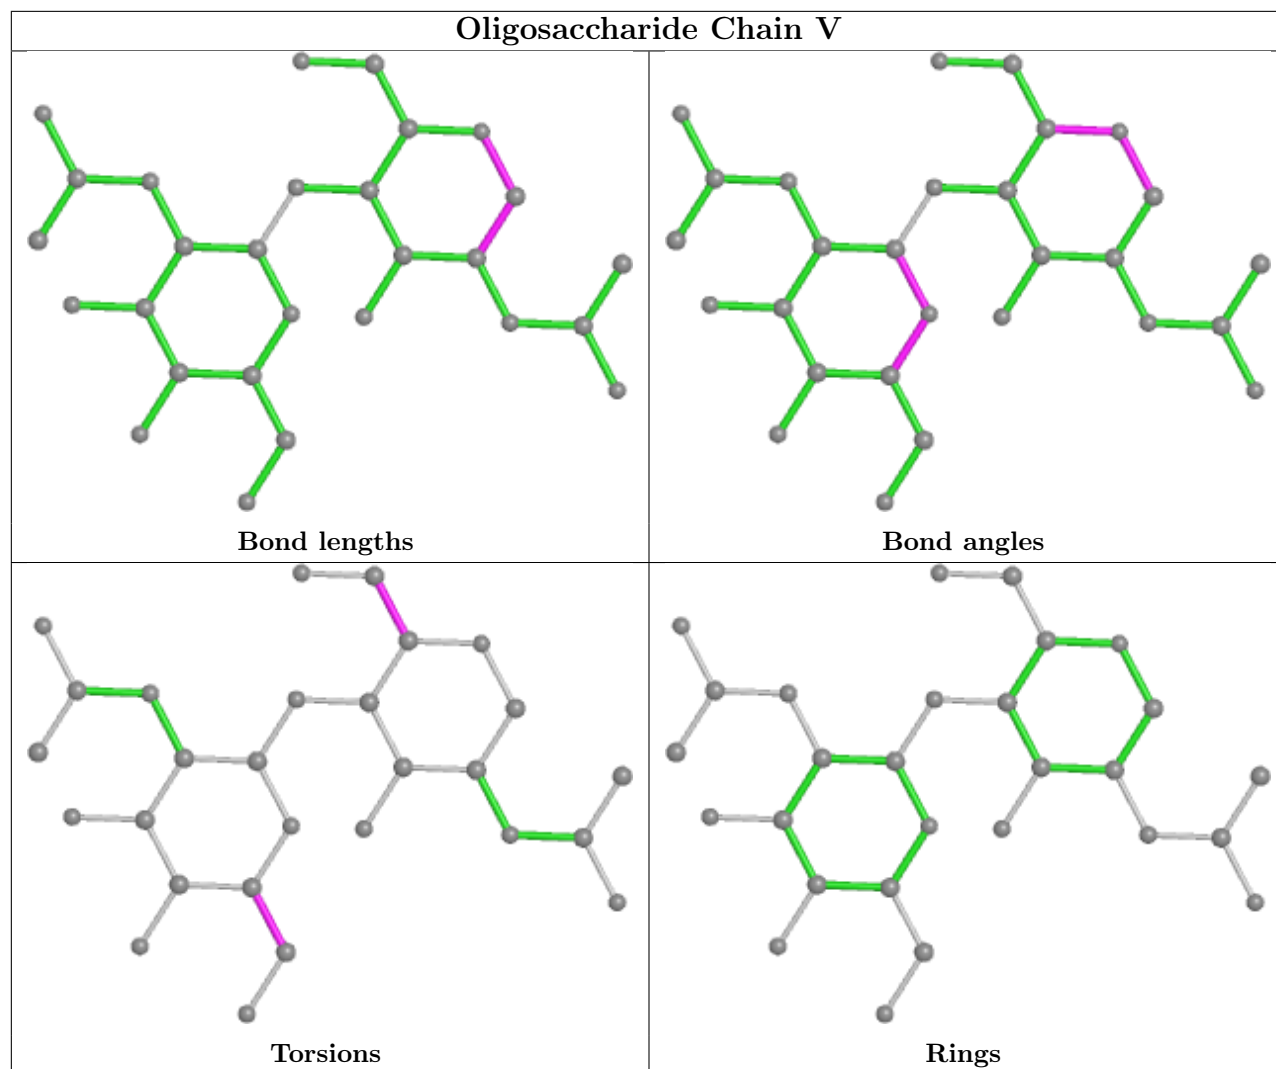 Oligosaccharide Chain V
Bond lengths
Bond angles
Torsions
Rings